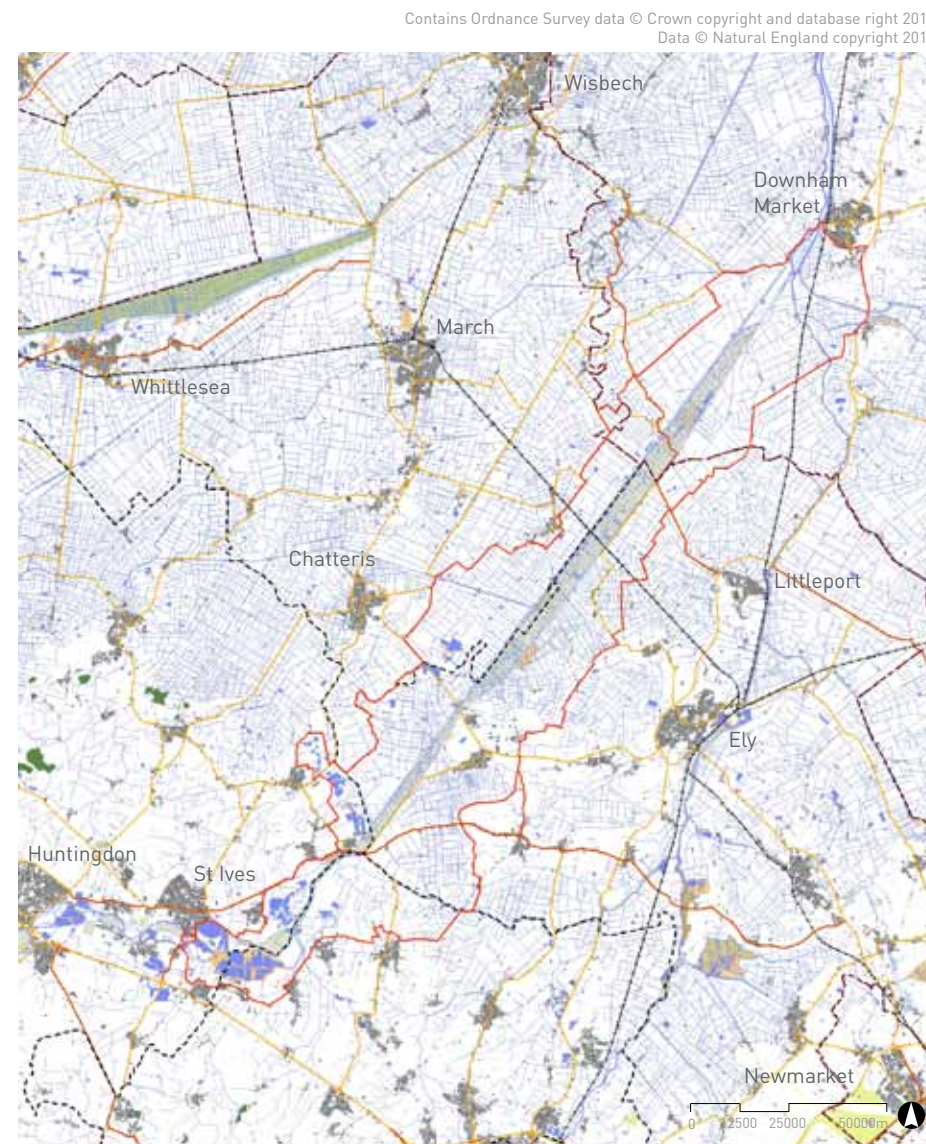 Contains Ordnance Survey data © Crown copyright and database right 201
Data © Natural England copyright 201
Wisbech
Downham
Market
March
Whittlesea
Chatteris
Littleport
Ely
Huntingdon
St Ives
Newmarket
0 12500 25000 50000m